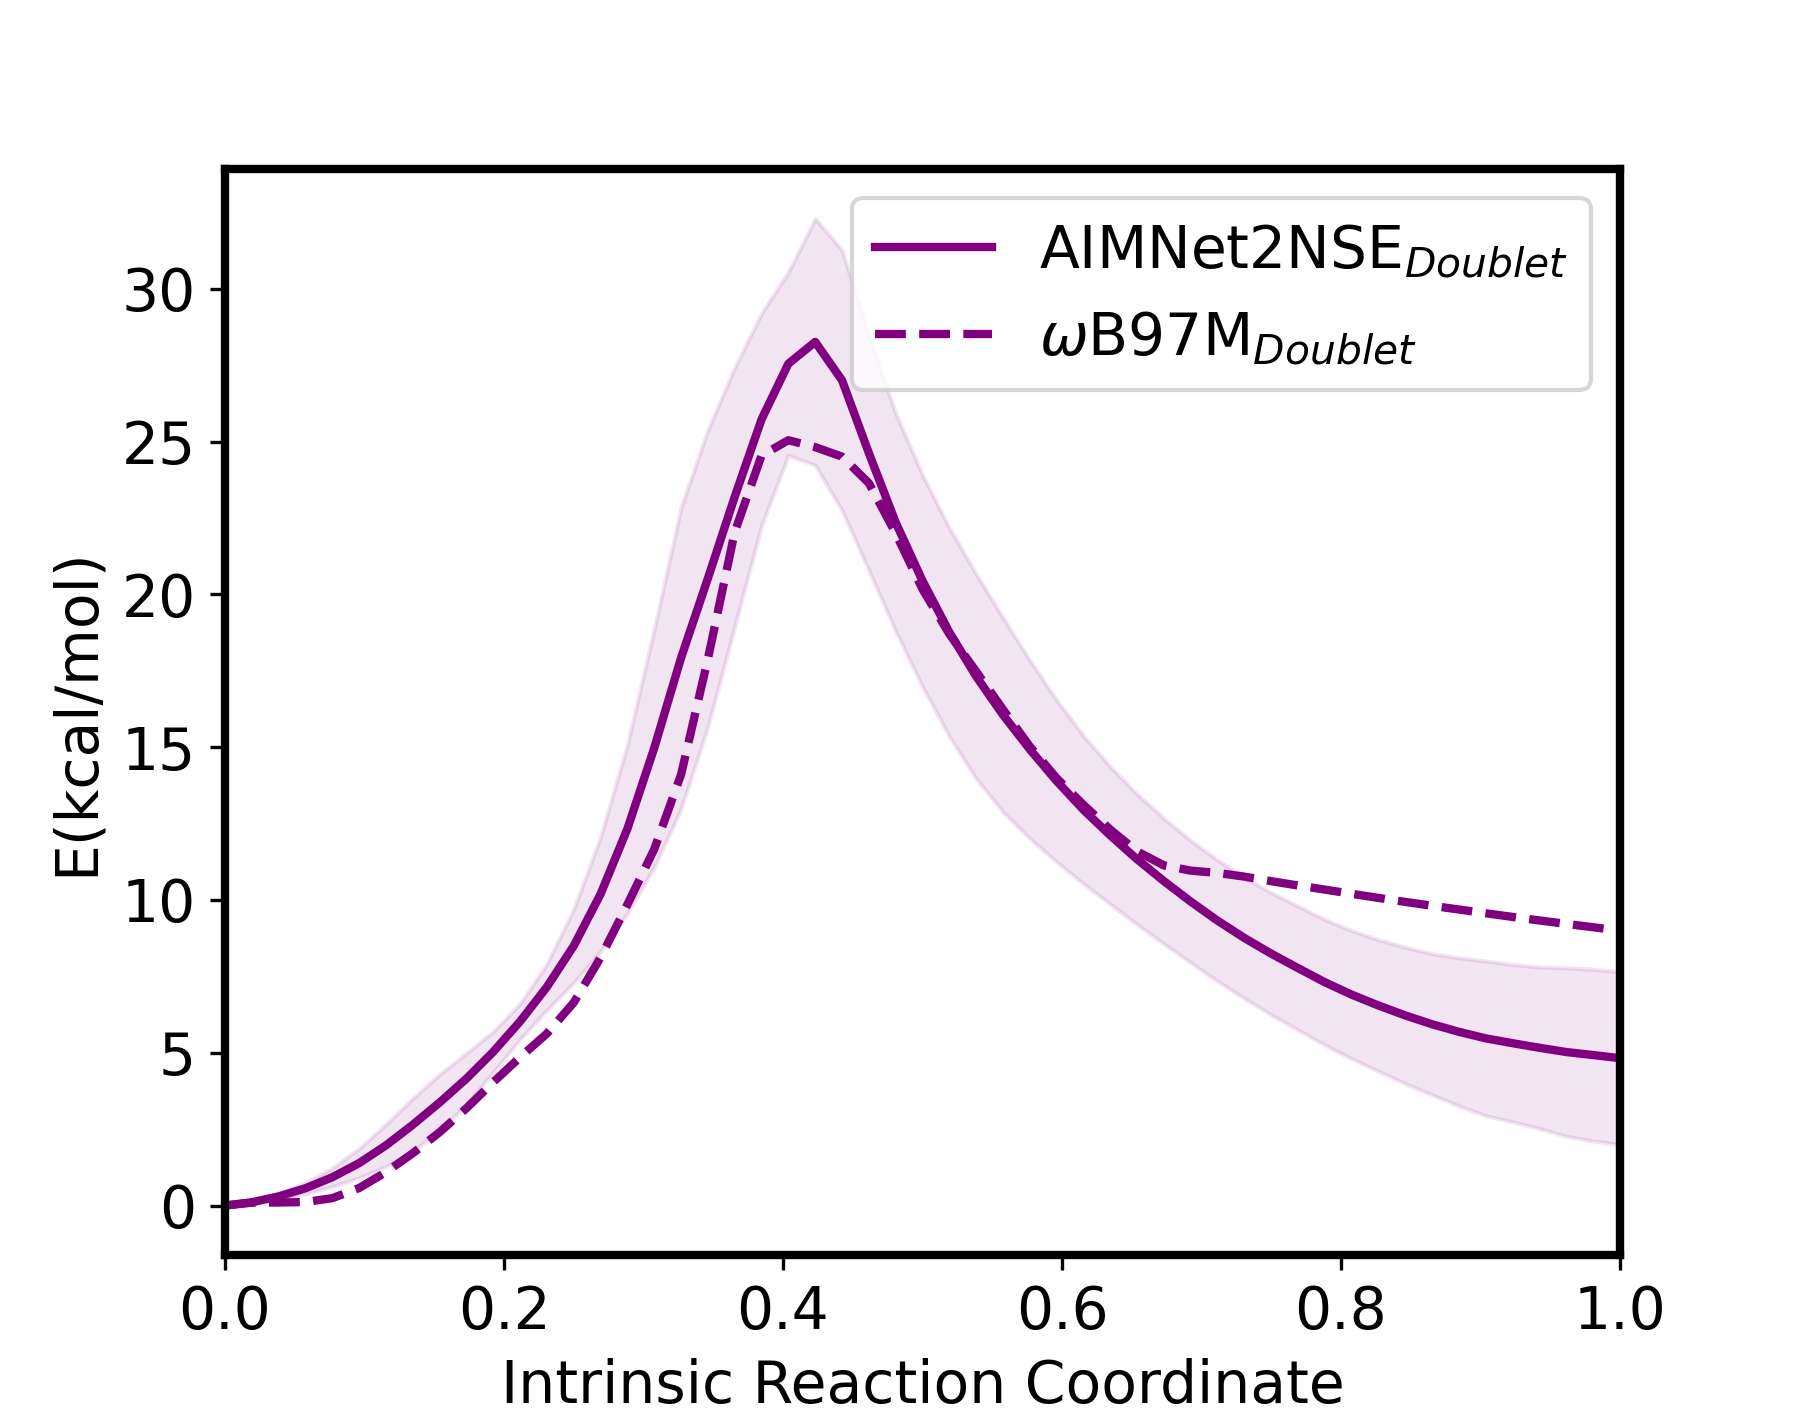 AIMNet2NSE_Doublet
ωB97M_Doublet
30
25
20
15
10
5
0
E(kcal/mol)
0.0 0.2 0.4 0.6 0.8 1.0
Intrinsic Reaction Coordinate